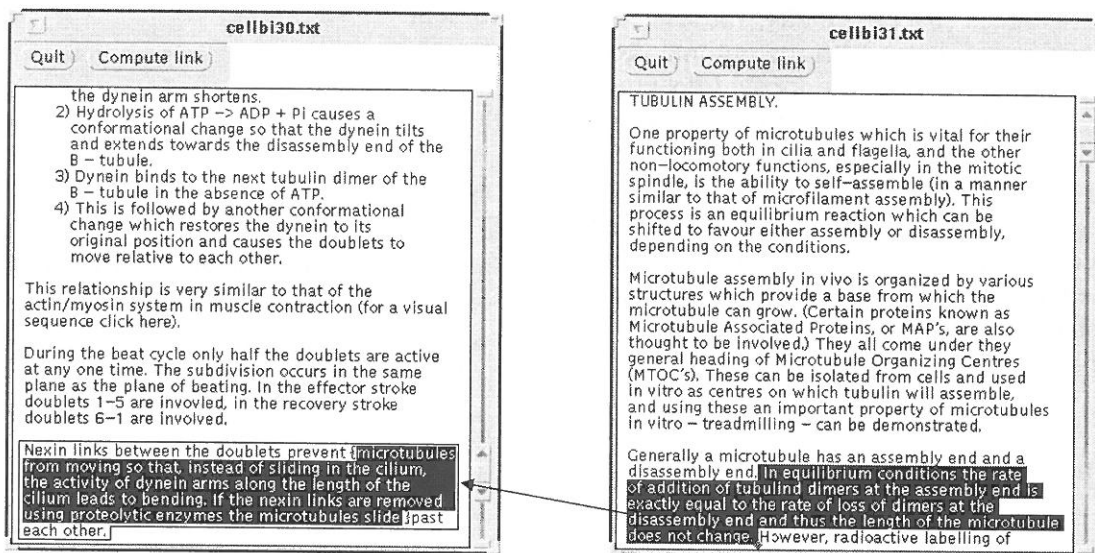 cellbi30.txt
Quit Compute link
the dynein arm shortens.
2) Hydrolysis of ATP –> ADP + Pi causes a
conformational change so that the dynein tilts
and extends towards the disassembly end of the
B – tubule.
3) Dynein binds to the next tubulin dimer of the
B – tubule in the absence of ATP.
4) This is followed by another conformational
change which restores the dynein to its
original position and causes the doublets to
move relative to each other.
This relationship is very similar to that of the
actin/myosin system in muscle contraction (for a visual
sequence click here).
During the beat cycle only half the doublets are active
at any one time. The subdivision occurs in the same
plane as the plane of beating. In the effector stroke
doublets 1–5 are invovled, in the recovery stroke
doublets 6–1 are involved.
Nexin links between the doublets prevent {microtubules
from moving so that, instead of sliding in the cilium,
the activity of dynein arms along the length of the
cilium leads to bending. If the nexin links are removed
using proteolytic enzymes the microtubules slide }past
each other.
cellbi31.txt
Quit Compute link
TUBULIN ASSEMBLY.
One property of microtubules which is vital for their
functioning both in cilia and flagella, and the other
non–locomotory functions, especially in the mitotic
spindle, is the ability to self–assemble (in a manner
similar to that of microfilament assembly). This
process is an equilibrium reaction which can be
shifted to favour either assembly or disassembly,
depending on the conditions.
Microtubule assembly in vivo is organized by various
structures which provide a base from which the
microtubule can grow. (Certain proteins known as
Microtubule Associated Proteins, or MAP's, are also
thought to be involved.) They all come under they
general heading of Microtubule Organizing Centres
(MTOC's). These can be isolated from cells and used
in vitro as centres on which tubulin will assemble,
and using these an important property of microtubules
in vitro – treadmilling – can be demonstrated.
Generally a microtubule has an assembly end and a
disassembly end. In equilibrium conditions the rate
of addition of tubulind dimers at the assembly end is
exactly equal to the rate of loss of dimers at the
disassembly end and thus the length of the microtubule
does not change. However, radioactive labelling of